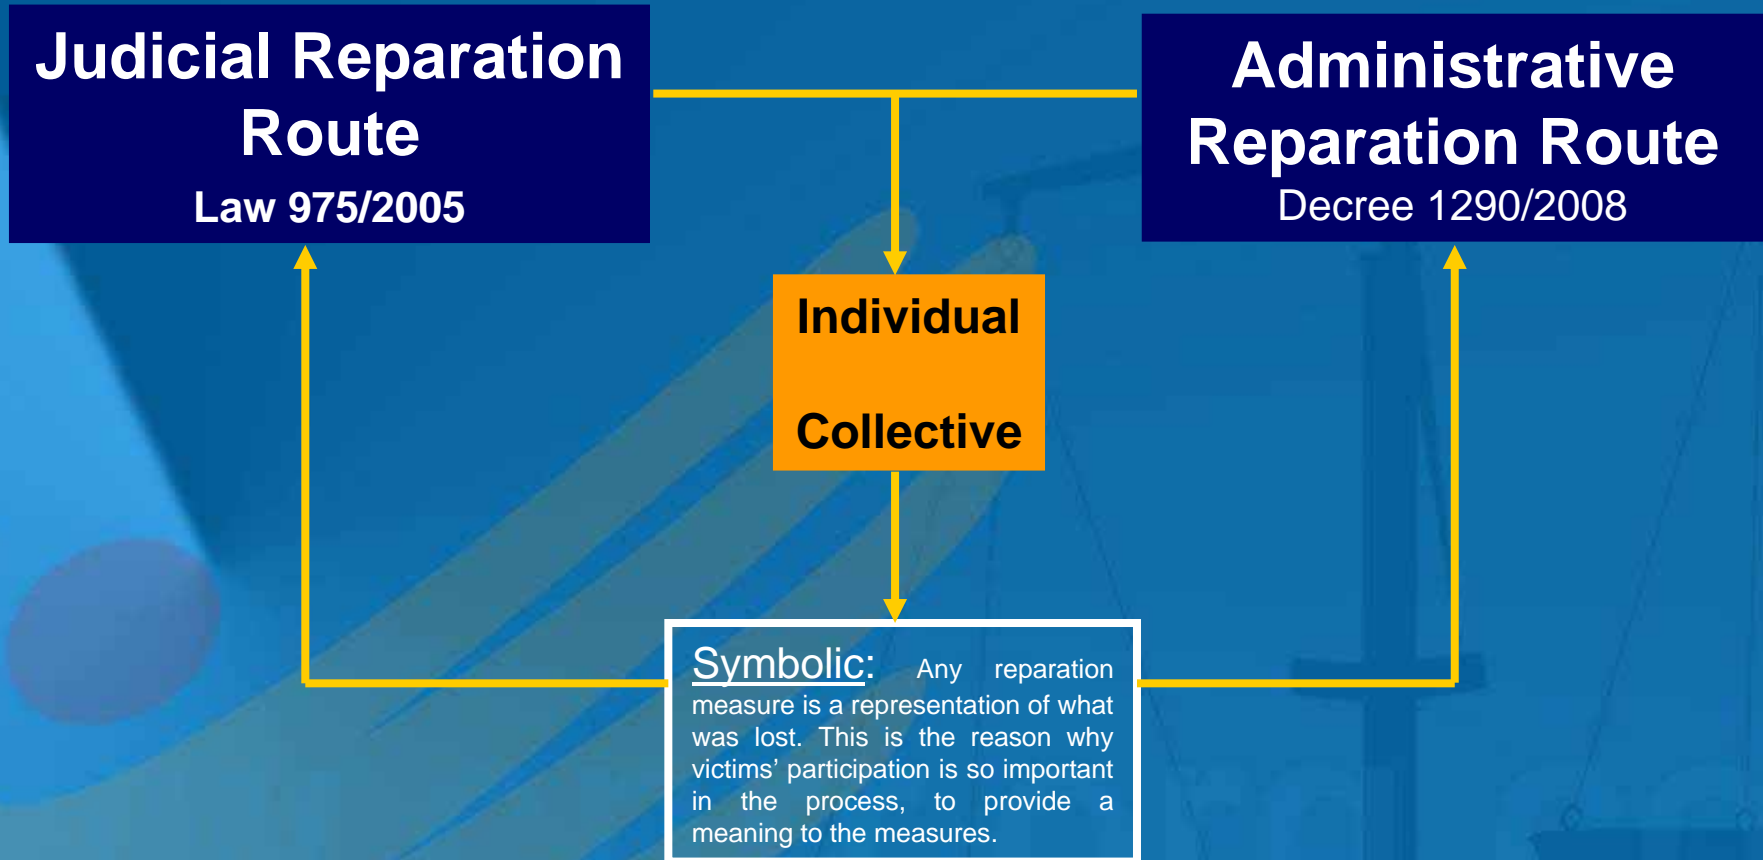 Judicial Reparation
Route
Law 975/2005
Administrative
Reparation Route
Decree 1290/2008
Individual
Collective
Symbolic: Any reparation
measure is a representation of what
was lost. This is the reason why
victims’ participation is so important
in the process, to provide a
meaning to the measures.